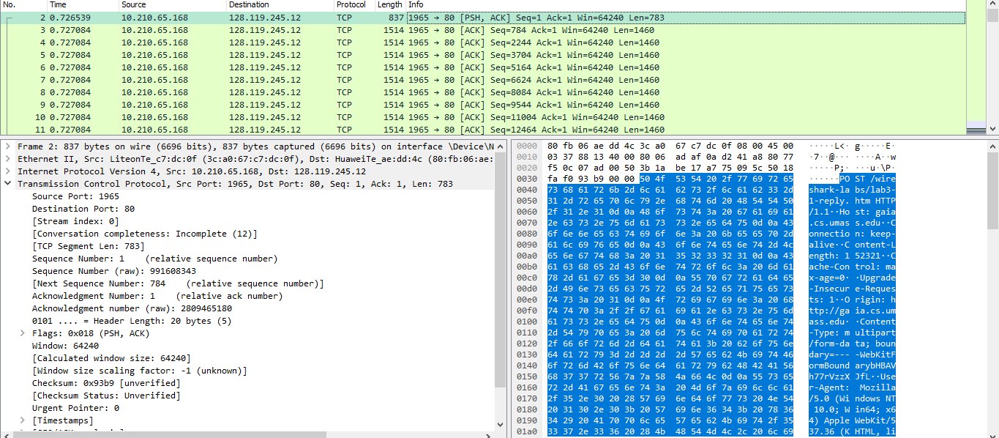 No. Time Source Destination Protocol Length Info
2 0.726539 10.210.65.168 128.119.245.12 TCP 837 1965 → 80 [PSH, ACK] Seq=1 Ack=1 Win=64240 Len=783
3 0.727084 10.210.65.168 128.119.245.12 TCP 1514 1965 → 80 [ACK] Seq=784 Ack=1 Win=64240 Len=1460
4 0.727084 10.210.65.168 128.119.245.12 TCP 1514 1965 → 80 [ACK] Seq=2244 Ack=1 Win=64240 Len=1460
5 0.727084 10.210.65.168 128.119.245.12 TCP 1514 1965 → 80 [ACK] Seq=3704 Ack=1 Win=64240 Len=1460
6 0.727084 10.210.65.168 128.119.245.12 TCP 1514 1965 → 80 [ACK] Seq=5164 Ack=1 Win=64240 Len=1460
7 0.727084 10.210.65.168 128.119.245.12 TCP 1514 1965 → 80 [ACK] Seq=6624 Ack=1 Win=64240 Len=1460
8 0.727084 10.210.65.168 128.119.245.12 TCP 1514 1965 → 80 [ACK] Seq=8084 Ack=1 Win=64240 Len=1460
9 0.727084 10.210.65.168 128.119.245.12 TCP 1514 1965 → 80 [ACK] Seq=9544 Ack=1 Win=64240 Len=1460
10 0.727084 10.210.65.168 128.119.245.12 TCP 1514 1965 → 80 [ACK] Seq=11004 Ack=1 Win=64240 Len=1460
11 0.727084 10.210.65.168 128.119.245.12 TCP 1514 1965 → 80 [ACK] Seq=12464 Ack=1 Win=64240 Len=1460
Frame 2: 837 bytes on wire (6696 bits), 837 bytes captured (6696 bits) on interface \Device\N
Ethernet II, Src: LiteonTe_c7:dc:0f (3c:a0:67:c7:dc:0f), Dst: HuaweiTe_ae:dd:4c (80:fb:06:ae:
Internet Protocol Version 4, Src: 10.210.65.168, Dst: 128.119.245.12
Transmission Control Protocol, Src Port: 1965, Dst Port: 80, Seq: 1, Ack: 1, Len: 783
Source Port: 1965
Destination Port: 80
[Stream index: 0]
[Conversation completeness: Incomplete (12)]
[TCP Segment Len: 783]
Sequence Number: 1 (relative sequence number)
Sequence Number (raw): 991608343
[Next Sequence Number: 784 (relative sequence number)]
Acknowledgment Number: 1 (relative ack number)
Acknowledgment number (raw): 2809465180
0101 .... = Header Length: 20 bytes (5)
Flags: 0x018 (PSH, ACK)
Window: 64240
[Calculated window size: 64240]
[Window size scaling factor: -1 (unknown)]
Checksum: 0x93b9 [unverified]
[Checksum Status: Unverified]
Urgent Pointer: 0
[Timestamps]
0000 80 fb 06 ae dd 4c 3c a0 67 c7 dc 0f 08 00 45 00 ·····L<· g·····E·
0010 03 37 88 13 40 00 80 06 ad af 0a d2 41 a8 80 77 ·7··@··· ····A··w
0020 f5 0c 07 ad 00 50 3b 1a be 17 a7 75 09 5c 50 18 ·····P;· ···u·\P·
0030 fa f0 93 b9 00 00 50 4f 53 54 20 2f 77 69 72 65 ······PO ST /wire
0040 73 68 61 72 6b 2d 6c 61 62 73 2f 6c 61 62 33 2d shark-la bs/lab3-
0050 31 2d 72 65 70 6c 79 2e 68 74 6d 20 48 54 54 50 1-reply. htm HTTP
0060 2f 31 2e 31 0d 0a 48 6f 73 74 3a 20 67 61 69 61 /1.1··Ho st: gaia
0070 2e 63 73 2e 75 6d 61 73 73 2e 65 64 75 0d 0a 43 .cs.umas s.edu··C
0080 6f 6e 6e 65 63 74 69 6f 6e 3a 20 6b 65 65 70 2d onnectio n: keep-
0090 61 6c 69 76 65 0d 0a 43 6f 6e 74 65 6e 74 2d 4c alive··C ontent-L
00a0 65 6e 67 74 68 3a 20 31 35 32 33 32 31 0d 0a 43 ength: 1 52321··C
00b0 61 63 68 65 2d 43 6f 6e 74 72 6f 6c 3a 20 6d 61 ache-Con trol: ma
00c0 78 2d 61 67 65 3d 30 0d 0a 55 70 67 72 61 64 65 x-age=0· ·Upgrade
00d0 2d 49 6e 73 65 63 75 72 65 2d 52 65 71 75 65 73 -Insecur e-Reques
00e0 74 73 3a 20 31 0d 0a 4f 72 69 67 69 6e 3a 20 68 ts: 1··O rigin: h
00f0 74 74 70 3a 2f 2f 67 61 69 61 2e 63 73 2e 75 6d ttp://ga ia.cs.um
0100 61 73 73 2e 65 64 75 0d 0a 43 6f 6e 74 65 6e 74 ass.edu· ·Content
0110 2d 54 79 70 65 3a 20 6d 75 6c 74 69 70 61 72 74 -Type: m ultipart
0120 2f 66 6f 72 6d 2d 64 61 74 61 3b 20 62 6f 75 6e /form-da ta; boun
0130 64 61 72 79 3d 2d 2d 2d 2d 57 65 62 4b 69 74 46 dary=--- -WebKitF
0140 6f 72 6d 42 6f 75 6e 64 61 72 79 62 48 42 41 56 ormBound arybHBAV
0150 68 37 37 72 56 7a 7a 58 4a 66 4c 0d 0a 55 73 65 h77rVzzX JfL··Use
0160 72 2d 41 67 65 6e 74 3a 20 4d 6f 7a 69 6c 6c 61 r-Agent: Mozilla
0170 2f 35 2e 30 20 28 57 69 6e 64 6f 77 73 20 4e 54 /5.0 (Wi ndows NT
0180 20 31 30 2e 30 3b 20 57 69 6e 36 34 3b 20 78 36 10.0; W in64; x6
0190 34 29 20 41 70 70 6c 65 57 65 62 4b 69 74 2f 35 4) Apple WebKit/5
01a0 33 37 2e 33 36 20 28 4b 48 54 4d 4c 2c 20 6c 69 37.36 (K HTML, li